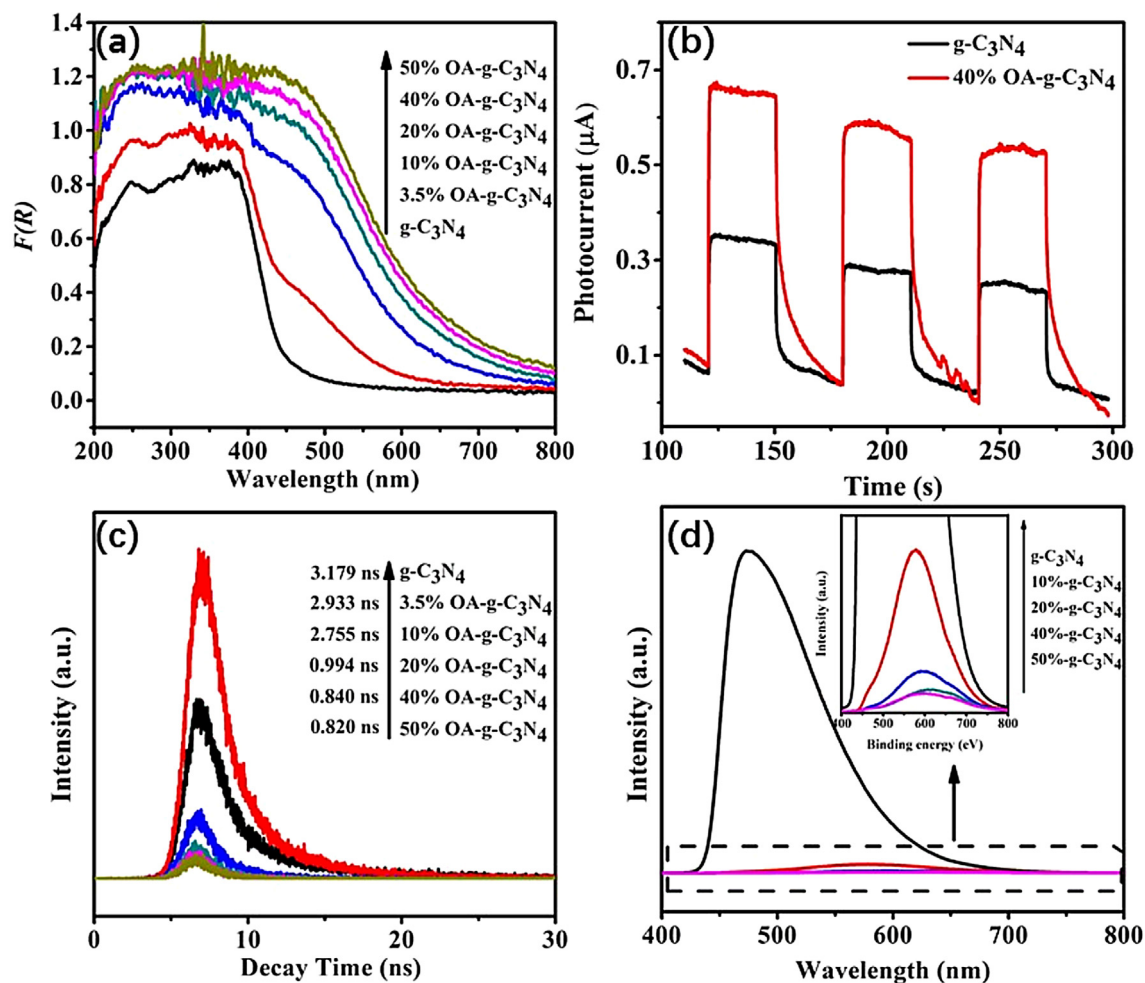 (a)
1.4
1.2
1.0
0.8
0.6
0.4
0.2
0.0
F(R)
50% OA-g-C3N4
40% OA-g-C3N4
20% OA-g-C3N4
10% OA-g-C3N4
3.5% OA-g-C3N4
g-C3N4
200 300 400 500 600 700 800
Wavelength (nm)
(b)
g-C3N4
40% OA-g-C3N4
0.7
0.5
0.3
0.1
Photocurrent (μA)
100 150 200 250 300
Time (s)
(c)
3.179 ns g-C3N4
2.933 ns 3.5% OA-g-C3N4
2.755 ns 10% OA-g-C3N4
0.994 ns 20% OA-g-C3N4
0.840 ns 40% OA-g-C3N4
0.820 ns 50% OA-g-C3N4
Intensity (a.u.)
0 5 10 15 20 25 30
Decay Time (ns)
(d)
Intensity (a.u.)
g-C3N4
10%-g-C3N4
20%-g-C3N4
40%-g-C3N4
50%-g-C3N4
Intensity (a.u.)
400 500 600 700 800
Binding energy (eV)
400 500 600 700 800
Wavelength (nm)